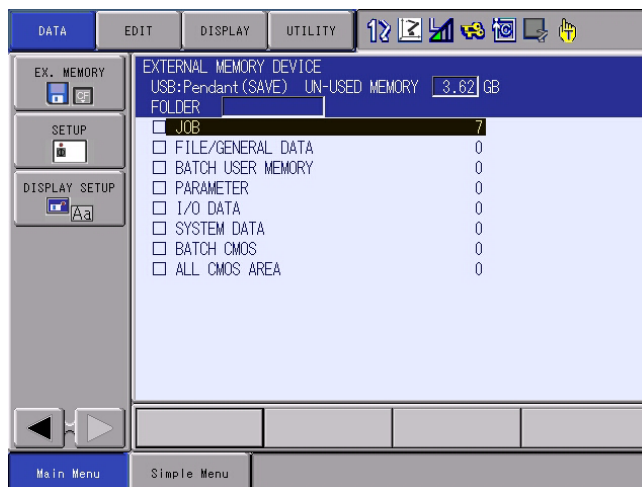 DATA EDIT DISPLAY UTILITY 12
EX. MEMORY
CF
SETUP
DISPLAY SETUP
Aa
EXTERNAL MEMORY DEVICE
USB:Pendant(SAVE) UN-USED MEMORY 3.62 GB
FOLDER
JOB 7
FILE/GENERAL DATA 0
BATCH USER MEMORY 0
PARAMETER 0
I/O DATA 0
SYSTEM DATA 0
BATCH CMOS 0
ALL CMOS AREA 0
Main Menu Simple Menu